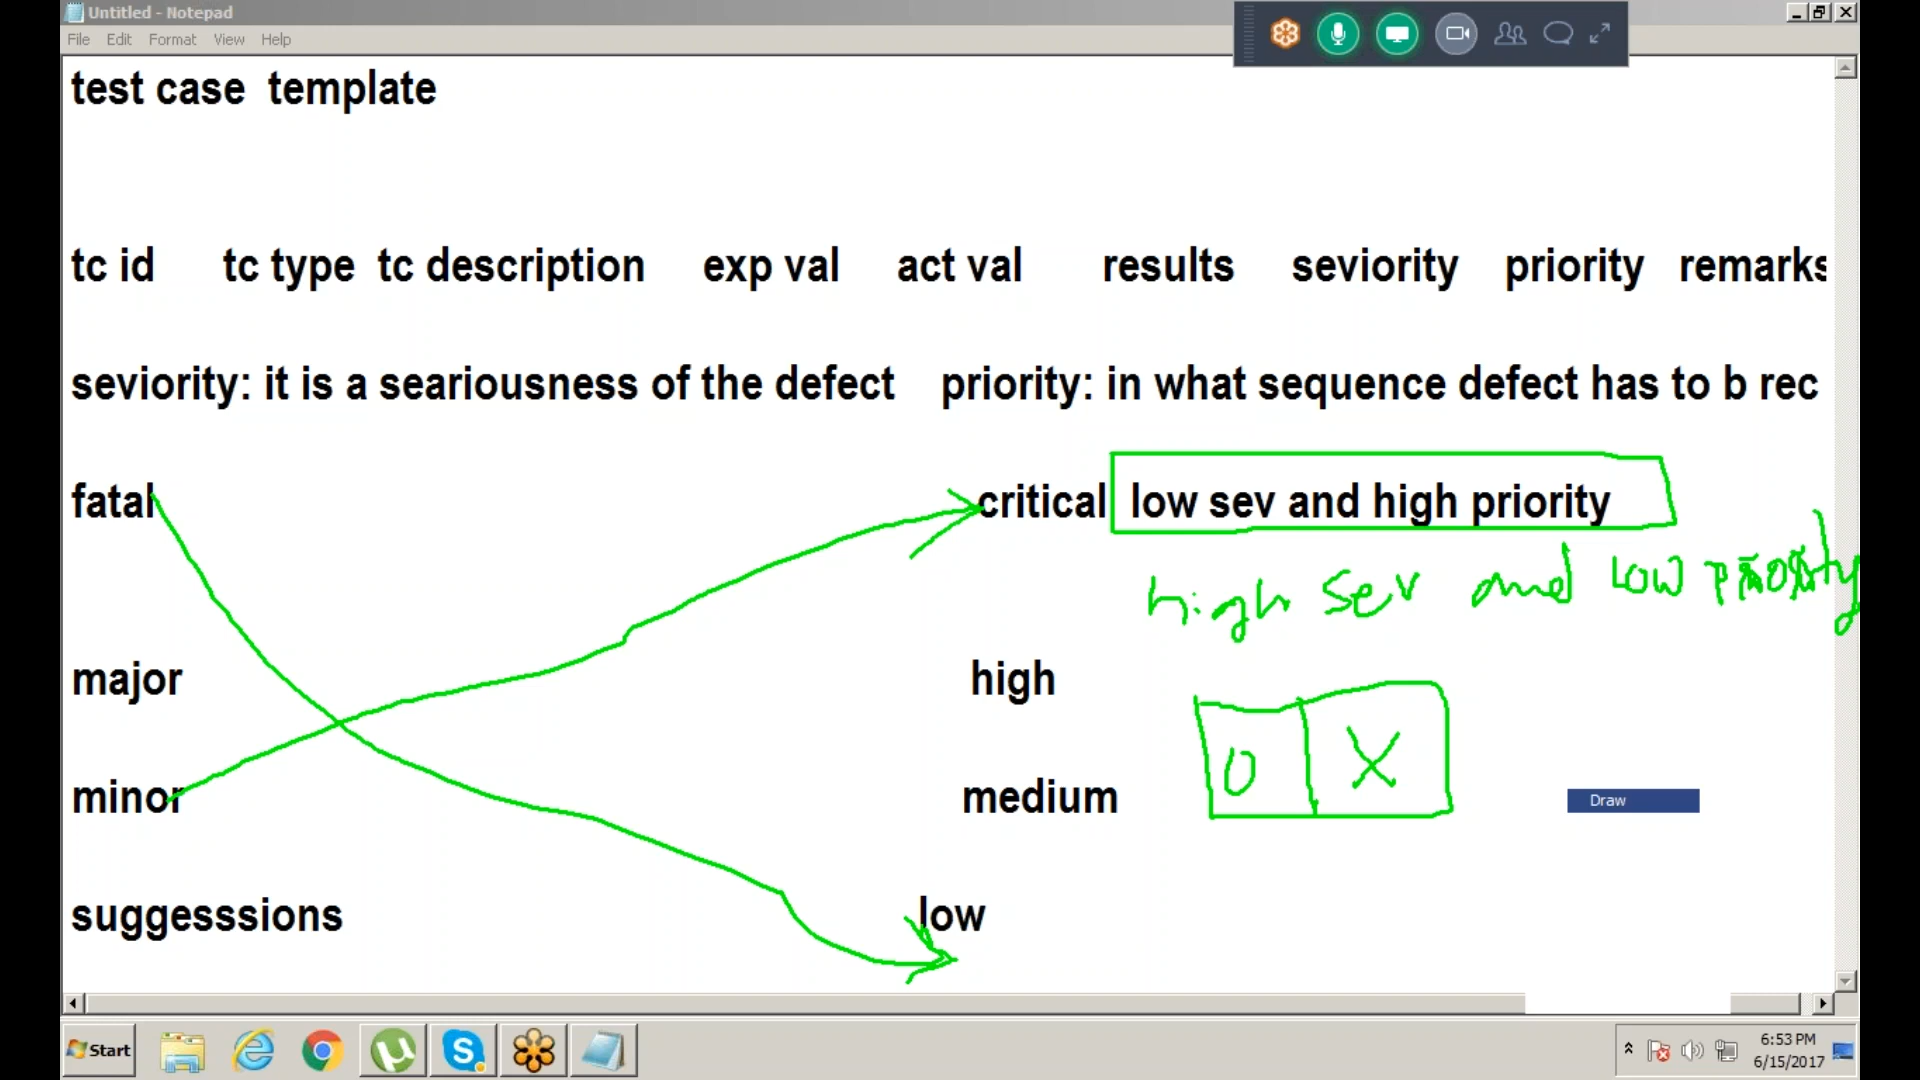 Untitled - Notepad
File Edit Format View Help
test case template
tc id tc type tc description exp val act val results seviority priority remarks
seviority: it is a seariousness of the defect priority: in what sequence defect has to b rec
fatal critical low sev and high priority
high sev and low priority
major high
O X
minor medium
Draw
suggesssions low
Start
6:53 PM
6/15/2017